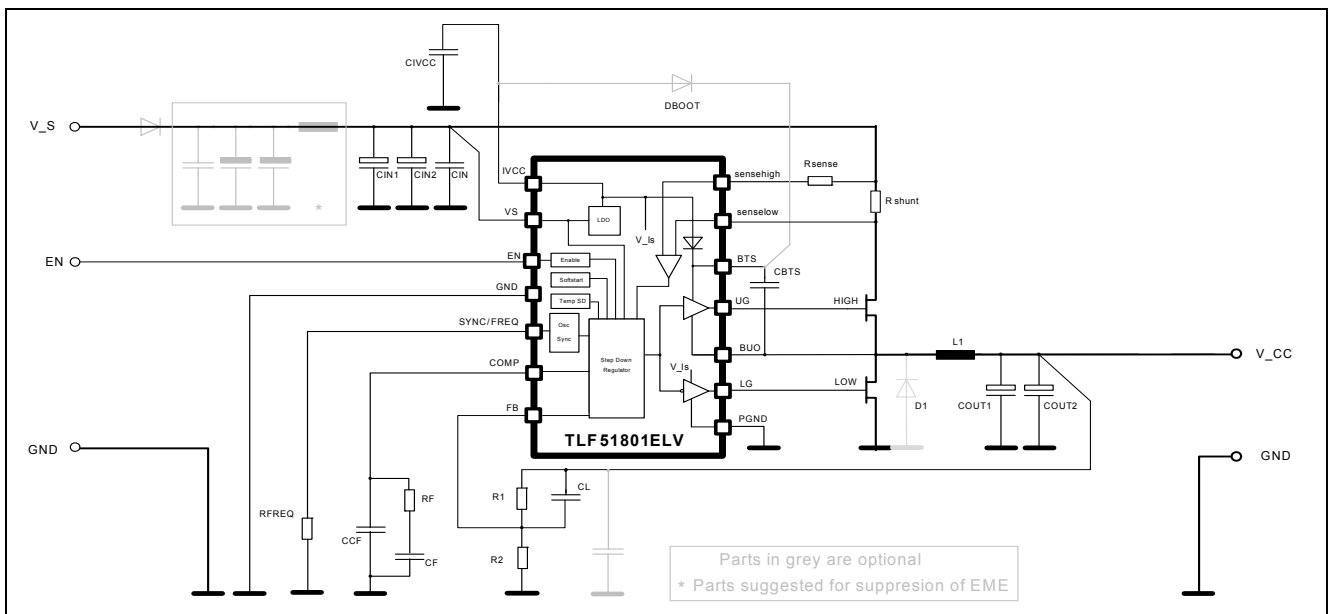 CIVCC
DBOOT
V_S
CIN1
CIN2
CIN
*
IVCC
VS
EN
EN
GND
SYNC/FREQ
COMP
FB
LDO
V_ls
Enable
Softstart
Temp SD
Osc
Sync
Step Down
Regulator
V_ls
TLF51801ELV
sensehigh
senselow
BTS
UG
BUO
LG
PGND
Rsense
Rshunt
CBTS
HIGH
LOW
D1
L1
COUT1
COUT2
V_CC
GND
GND
RFREQ
CCF
RF
CF
R1
CL
R2
Parts in grey are optional
* Parts suggested for suppresion of EME